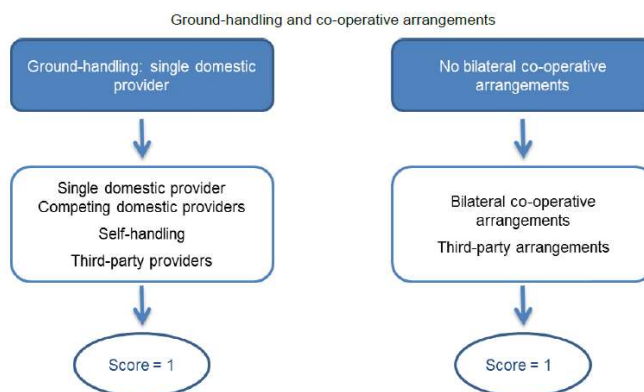 Ground-handling and co-operative arrangements
Ground-handling: single domestic
provider
Single domestic provider
Competing domestic providers
Self-handling
Third-party providers
Score = 1
No bilateral co-operative
arrangements
Bilateral co-operative
arrangements
Third-party arrangements
Score = 1